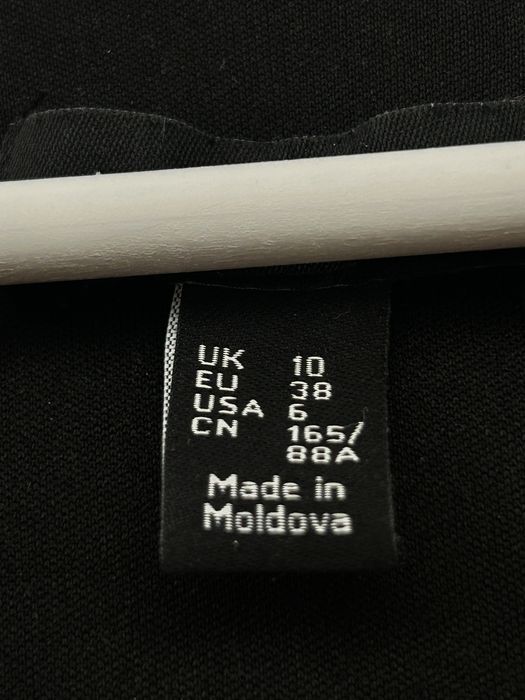 UK 10
EU 38
USA 6
CN 165/
88A
Made in
Moldova